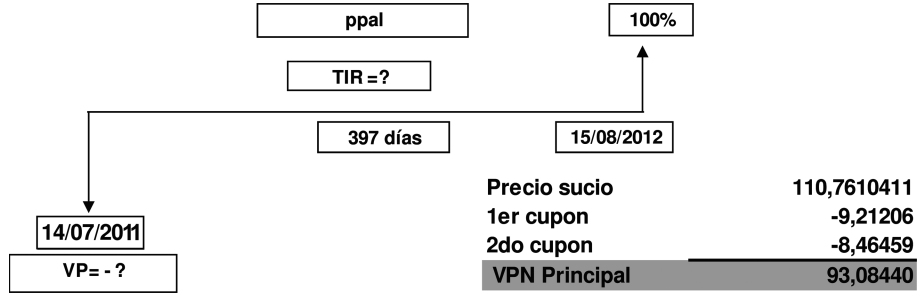 ppal
100%
TIR =?
397 días
15/08/2012
14/07/2011
VP= - ?
Precio sucio 110,7610411
1er cupon -9,21206
2do cupon -8,46459
VPN Principal 93,08440